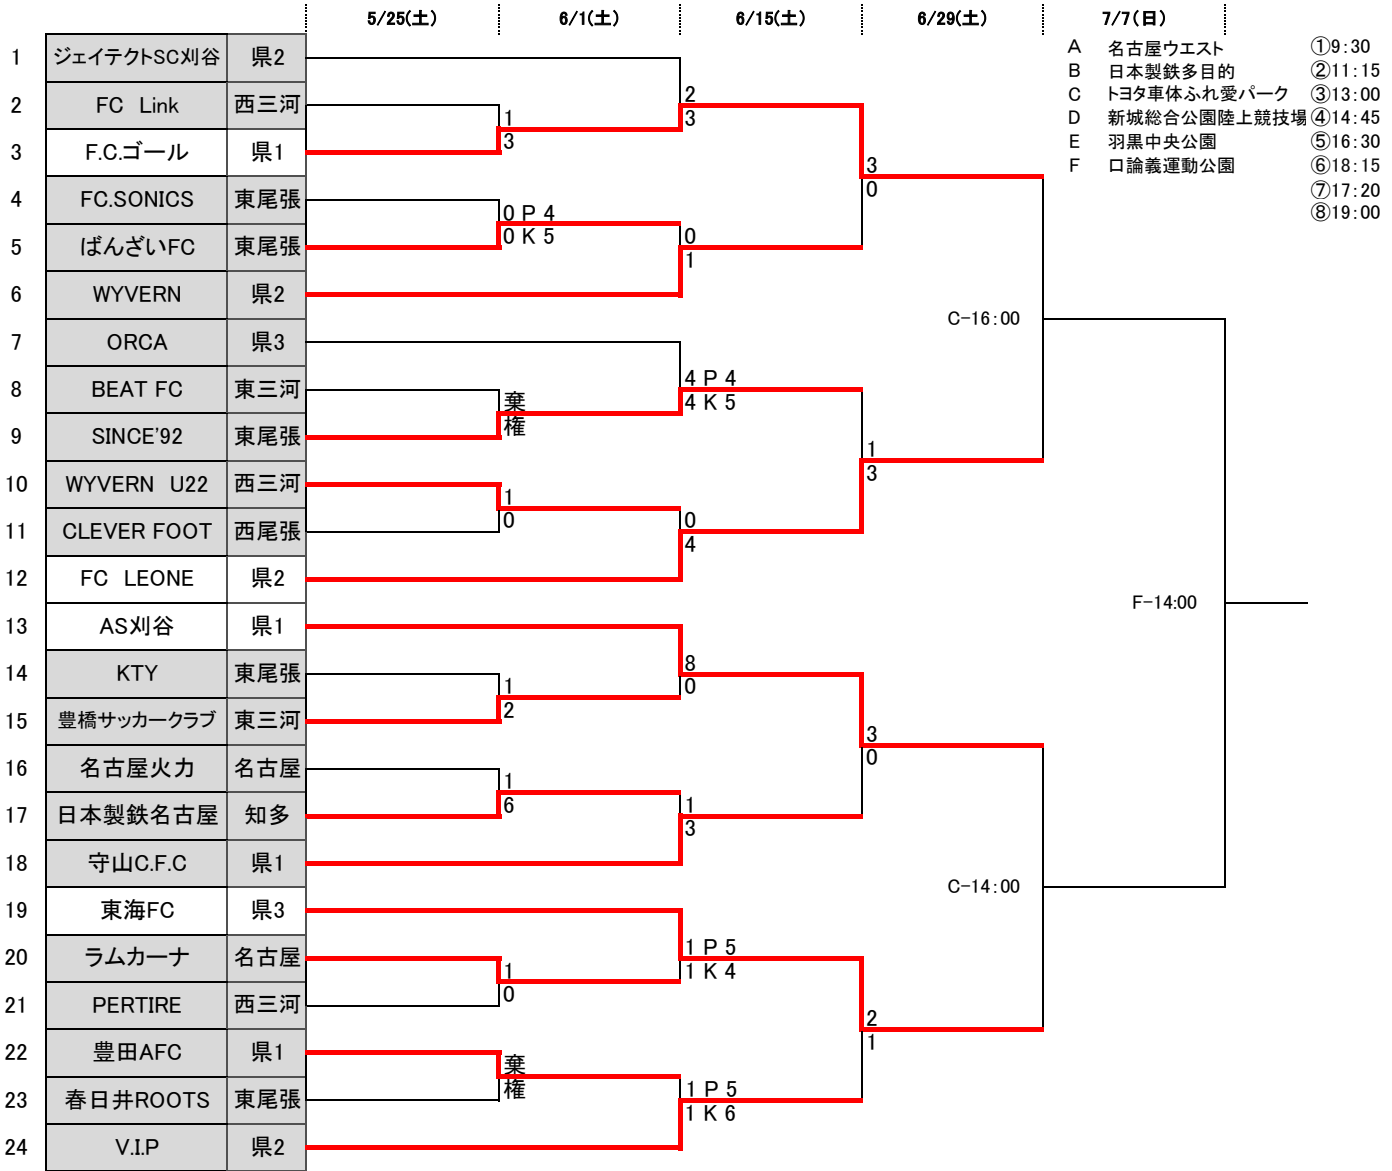 5/25(土) 6/1(土) 6/15(土) 6/29(土) 7/7(日)
A 名古屋ウエスト ①9:30
B 日本製鉄多目的 ②11:15
C トヨタ車体ふれ愛パーク ③13:00
D 新城総合公園陸上競技場 ④14:45
E 羽黒中央公園 ⑤16:30
F 口論義運動公園 ⑥18:15
⑦17:20
⑧19:00
1 ジェイテクトSC刈谷 県2
2 FC Link 西三河
3 F.C.ゴール 県1
4 FC.SONICS 東尾張
5 ばんざいFC 東尾張
6 WYVERN 県2
7 ORCA 県3
8 BEAT FC 東三河
9 SINCE'92 東尾張
10 WYVERN U22 西三河
11 CLEVER FOOT 西尾張
12 FC LEONE 県2
13 AS刈谷 県1
14 KTY 東尾張
15 豊橋サッカークラブ 東三河
16 名古屋火力 名古屋
17 日本製鉄名古屋 知多
18 守山C.F.C 県1
19 東海FC 県3
20 ラムカーナ 名古屋
21 PERTIRE 西三河
22 豊田AFC 県1
23 春日井ROOTS 東尾張
24 V.I.P 県2
1
3
0 P 4
0 K 5
棄
権
1
0
1
2
1
6
1
0
棄
権
2
3
0
1
4 P 4
4 K 5
0
4
8
0
1
3
1 P 5
1 K 4
1 P 5
1 K 6
3
0
1
3
3
0
2
1
C-16:00
C-14:00
F-14:00